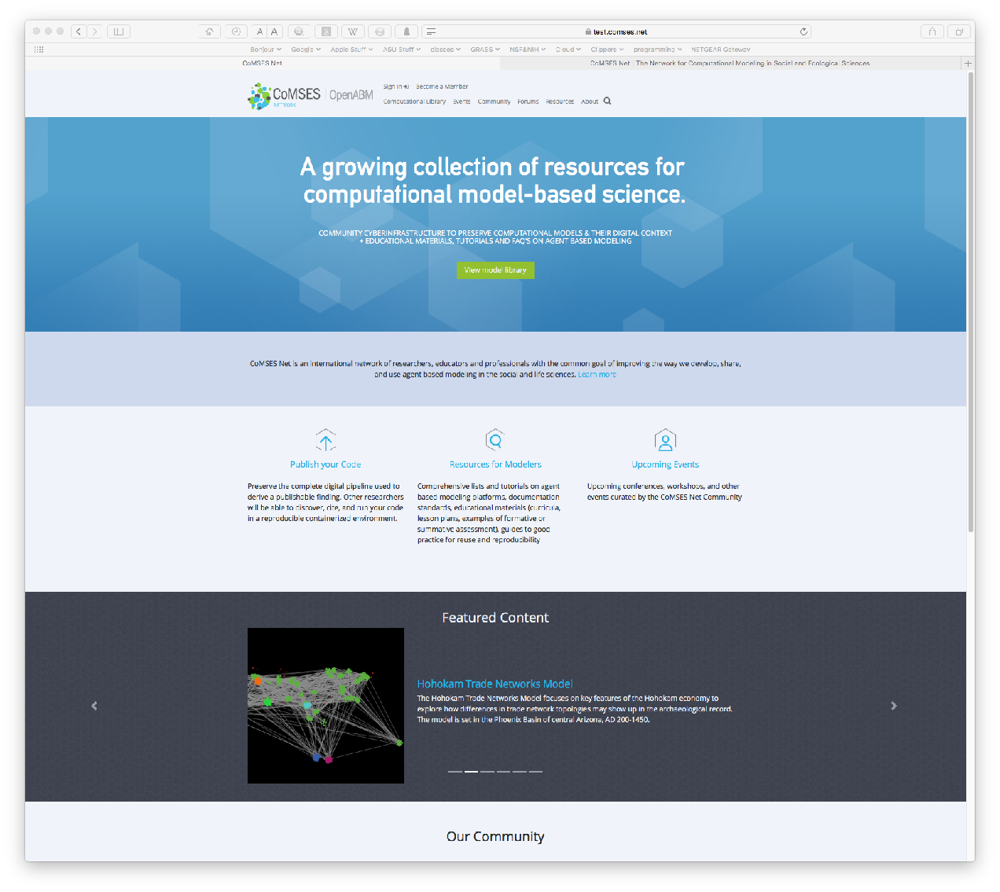 A A
W
Z
test.comses.net
Bonjour Google Apple Stuff ASU Stuff classes GRASS NSF&NIH Cloud Clippers programming NETGEAR Gateway
CoMSES Net
CoMSES Net | The Network for Computational Modeling in Social and Ecological Sciences
CoMSES | OpenABM
NETWORK
Sign in Become a Member
Computational Library Events Community Forums Resources About
A growing collection of resources for
computational model-based science.
COMMUNITY CYBERINFRASTRUCTURE TO PRESERVE COMPUTATIONAL MODELS & THEIR DIGITAL CONTEXT
+ EDUCATIONAL MATERIALS, TUTORIALS AND FAQ'S ON AGENT BASED MODELING
View model library
CoMSES Net is an international network of researchers, educators and professionals with the common goal of improving the way we develop, share,
and use agent based modeling in the social and life sciences. Learn more
Publish your Code
Preserve the complete digital pipeline used to
derive a publishable finding. Other researchers
will be able to discover, cite, and run your code
in a reproducible containerized environment.
Resources for Modelers
Comprehensive lists and tutorials on agent
based modeling platforms, documentation
standards, educational materials (curricula,
lesson plans, examples of formative or
summative assessment), guides to good
practice for reuse and reproducibility
Upcoming Events
Upcoming conferences, workshops, and other
events curated by the CoMSES Net Community
Featured Content
Hohokam Trade Networks Model
The Hohokam Trade Networks Model focuses on key features of the Hohokam economy to
explore how differences in trade network topologies may show up in the archaeological record.
The model is set in the Phoenix Basin of central Arizona, AD 200-1450.
Our Community